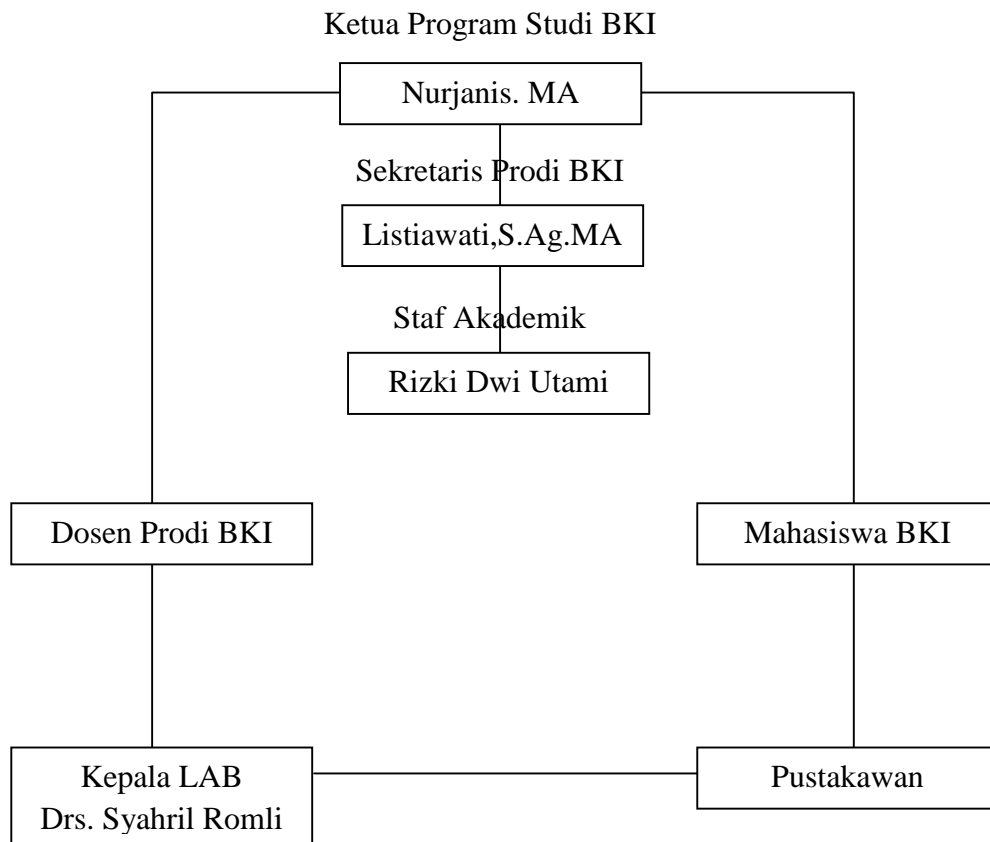 Ketua Program Studi BKI
Nurjanis. MA
Sekretaris Prodi BKI
Listiawati,S.Ag.MA
Staf Akademik
Rizki Dwi Utami
Dosen Prodi BKI
Mahasiswa BKI
Kepala LAB
Drs. Syahril Romli
Pustakawan